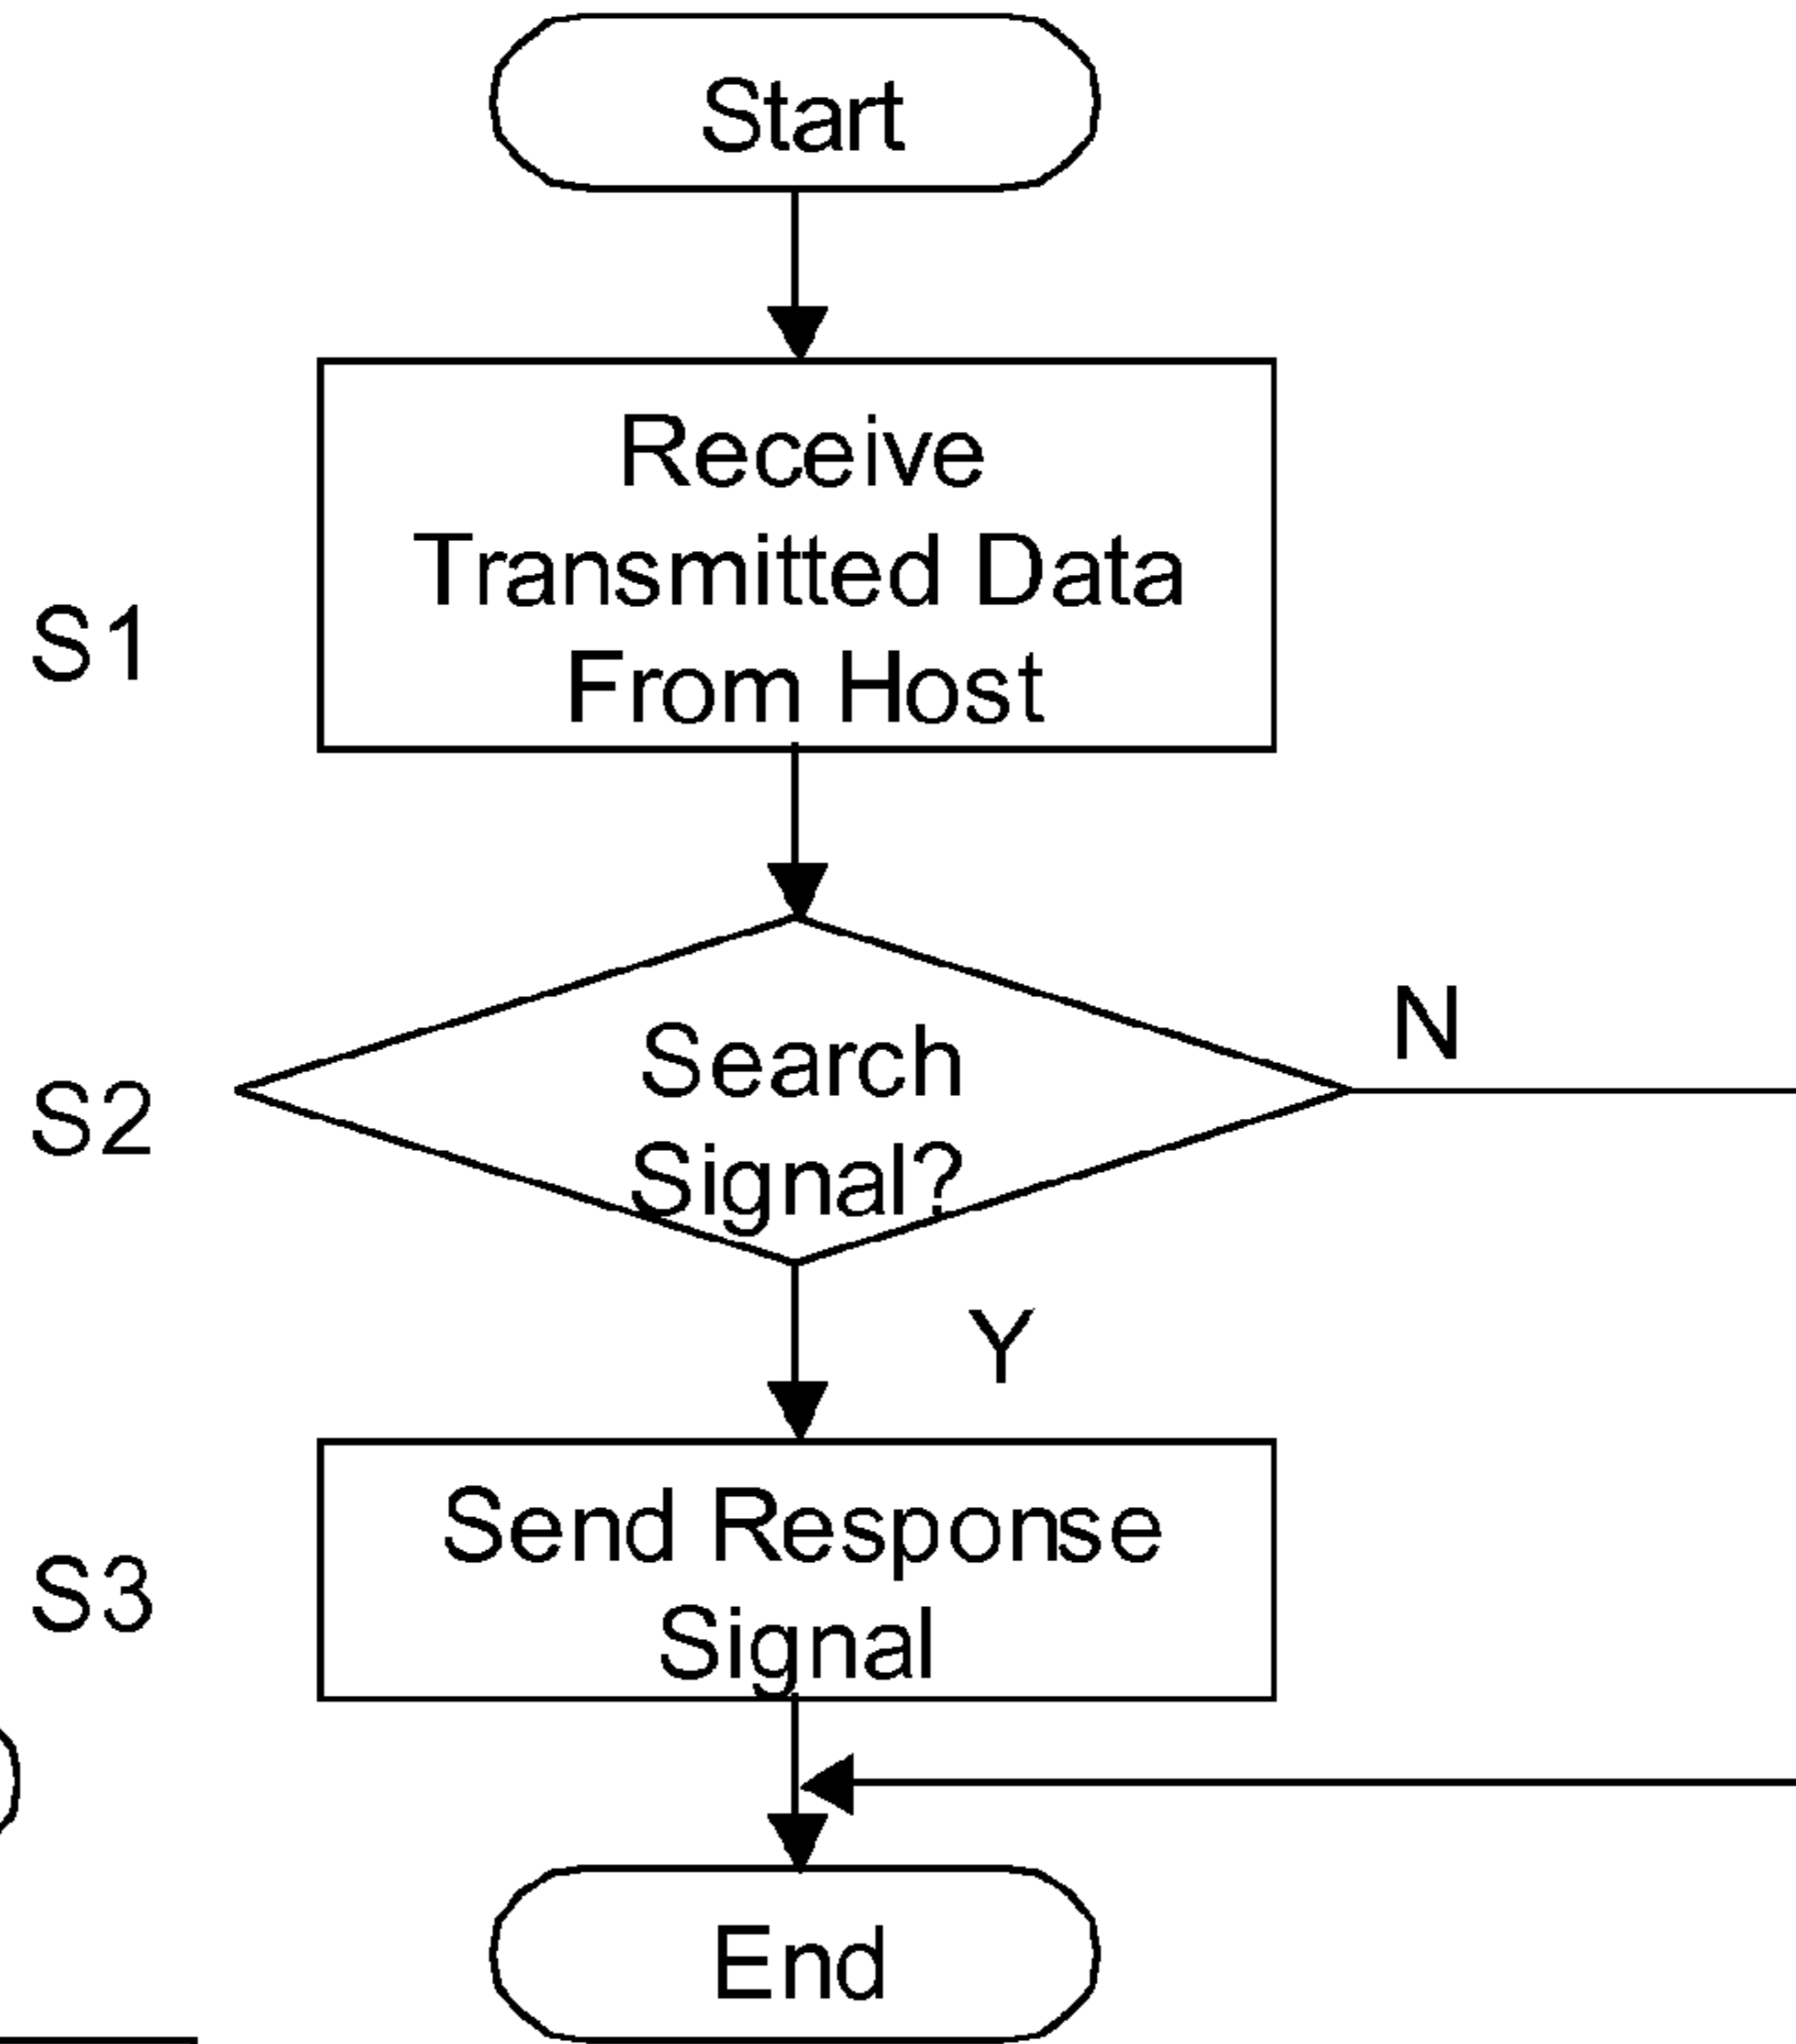 Start
Receive
Transmitted Data
From Host
S1
Search
Signal?
N
S2
Y
Send Response
Signal
S3
End